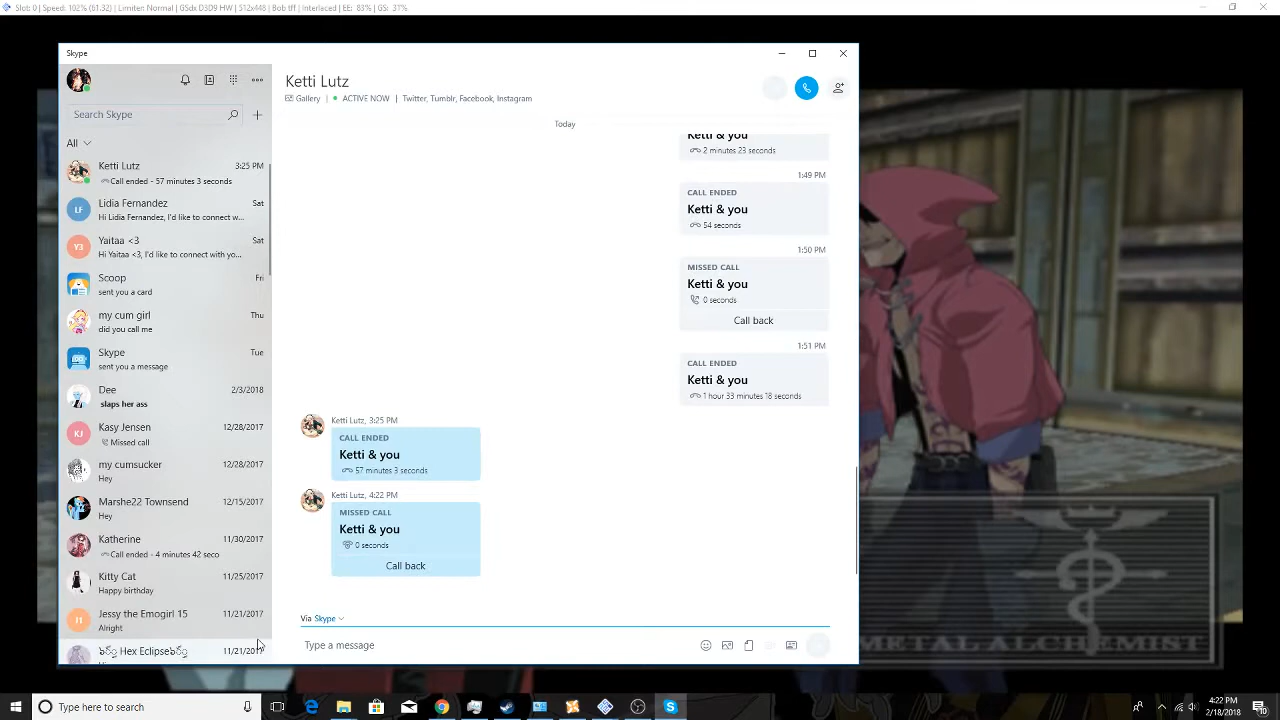 Slot: 0 | Speed: 102% (61.32) | Limiter: Normal | GSdx D3D9 HW | 512x448 | Bob tff | Interlaced | EE: 83% | GS: 31%
Skype
Search Skype
All
Ketti Lutz
3:25 PM
Call ended - 57 minutes 3 seconds
LF
Lidia Fernandez
Sat
Hi Lidia Fernandez, I'd like to connect w...
Y3
Yaitaa <3
Sat
Hi Yaitaa <3, I'd like to connect with yo...
Scoop
Fri
sent you a card
my cum girl
Thu
did you call me
Skype
Tue
sent you a message
Dee
2/3/2018
slaps her ass
KJ
Kasy Jensen
12/28/2017
Missed call
my cumsucker
12/28/2017
Hey
Marshe22 Townsend
12/15/2017
Hey
Katherine
11/30/2017
Call ended - 4 minutes 42 seco
Kitty Cat
11/25/2017
Happy birthday
Jessy the Emogirl 15
11/21/2017
Alright
Hex Eclipse
11/21/2017
Ketti Lutz
Gallery | ACTIVE NOW | Twitter, Tumblr, Facebook, Instagram
Today
Ketti & you
2 minutes 23 seconds
1:49 PM
CALL ENDED
Ketti & you
54 seconds
1:50 PM
MISSED CALL
Ketti & you
0 seconds
Call back
1:51 PM
CALL ENDED
Ketti & you
1 hour 33 minutes 18 seconds
Ketti Lutz, 3:25 PM
CALL ENDED
Ketti & you
57 minutes 3 seconds
Ketti Lutz, 4:22 PM
MISSED CALL
Ketti & you
0 seconds
Call back
Via Skype
Type a message
METAL ALCHEMIST
Type here to search
4:22 PM
2/18/2018